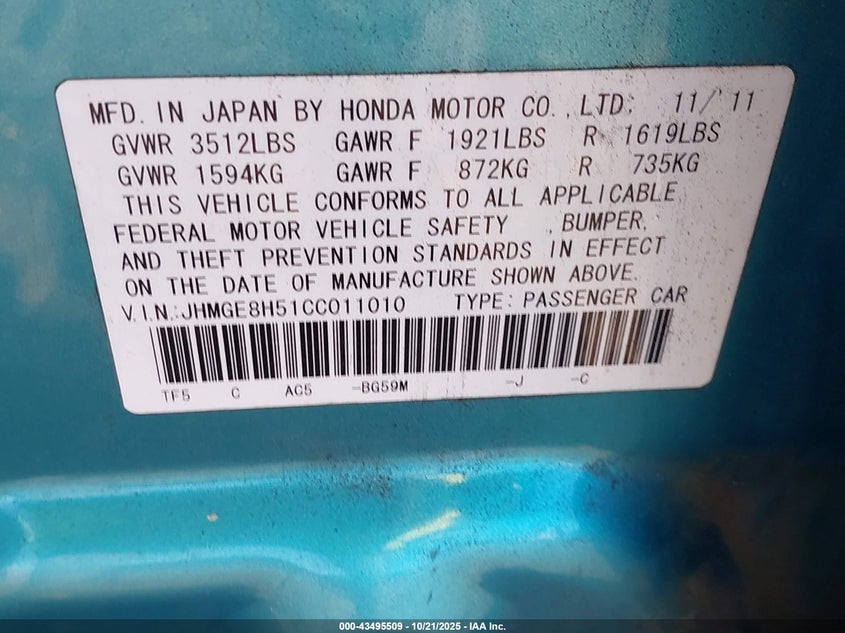 MFD. IN JAPAN BY HONDA MOTOR CO., LTD. 11/11
GVWR 3512LBS GAWR F 1921LBS R 1619LBS
GVWR 1594KG GAWR F 872KG R 735KG
THIS VEHICLE CONFORMS TO ALL APPLICABLE
FEDERAL MOTOR VEHICLE SAFETY , BUMPER,
AND THEFT PREVENTION STANDARDS IN EFFECT
ON THE DATE OF MANUFACTURE SHOWN ABOVE.
V.I.N.:JHMGE8H51CC011010 TYPE: PASSENGER CAR
TF5 C AC5 -BG59M -J -C
000-43495509 - 10/21/2025 - IAA Inc.